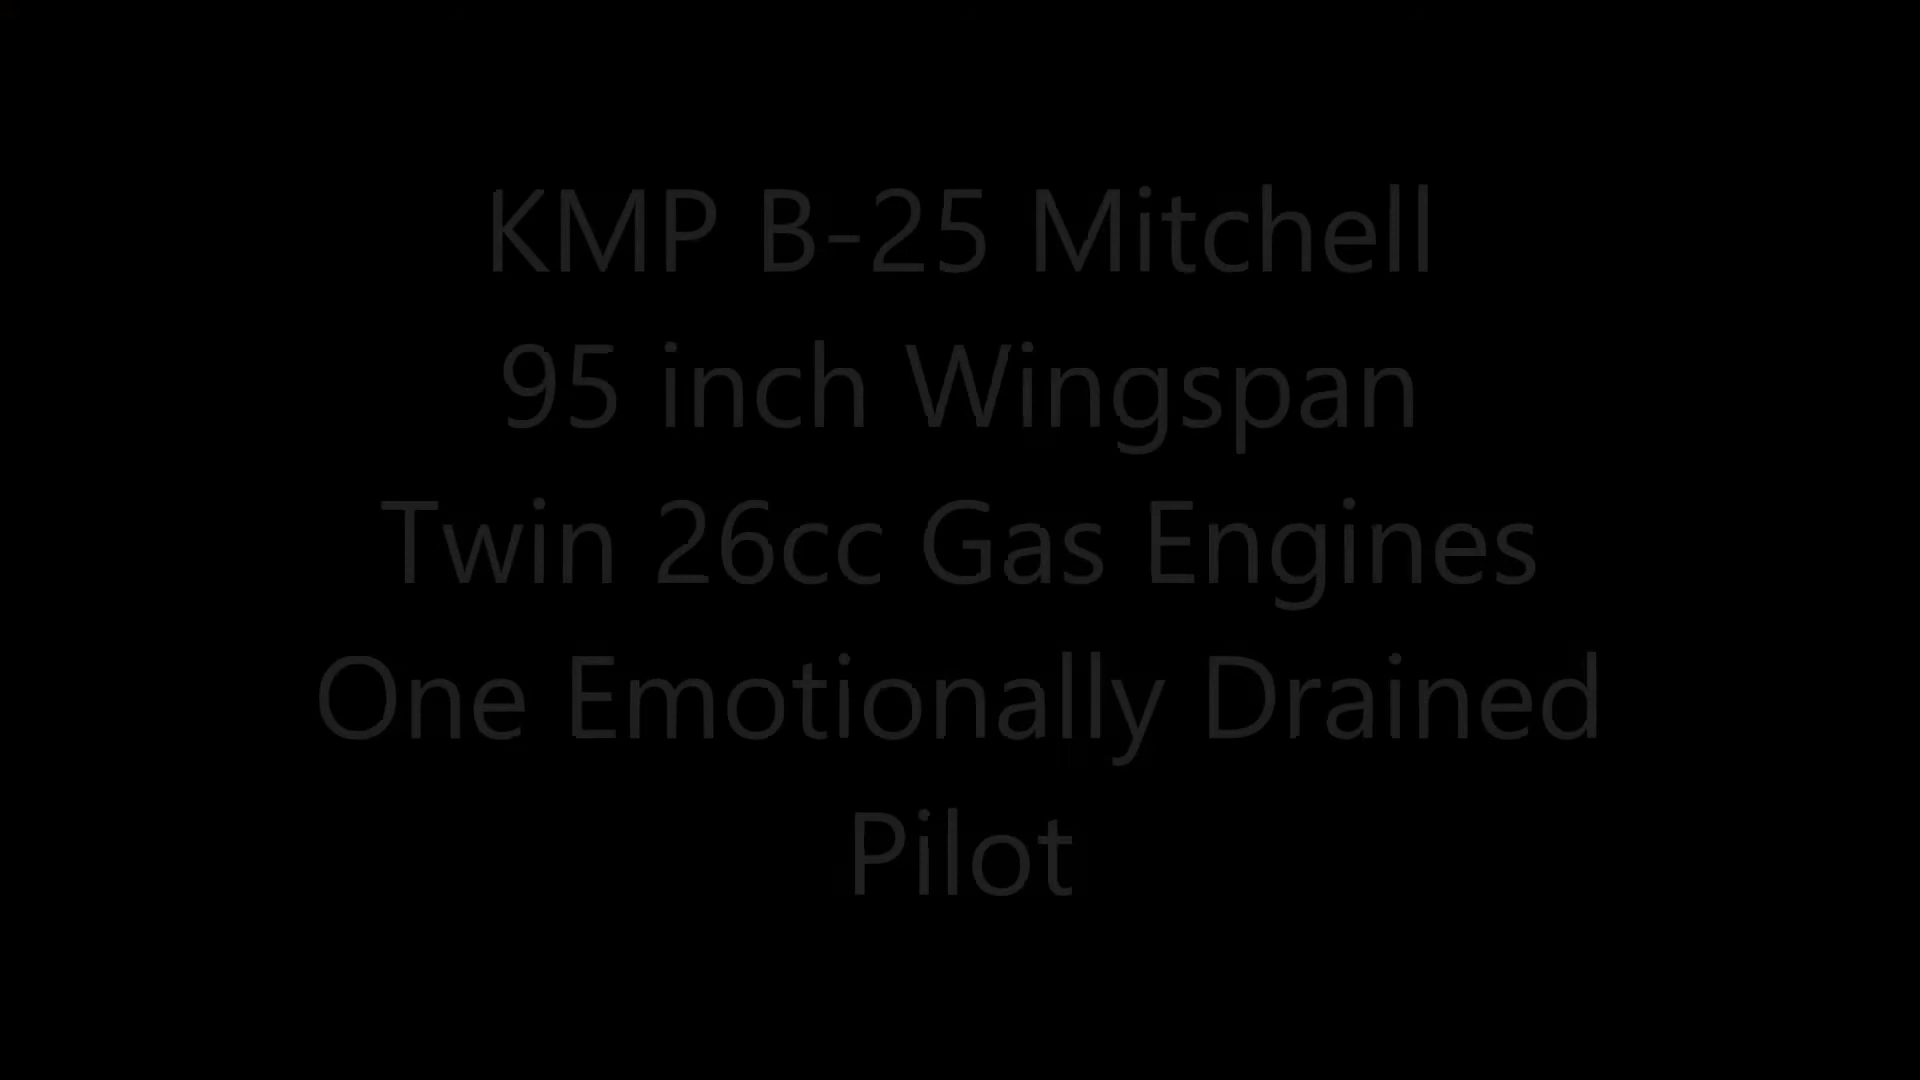 KMP B-25 Mitchell
95 inch Wingspan
Twin 26cc Gas Engines
One Emotionally Drained
Pilot